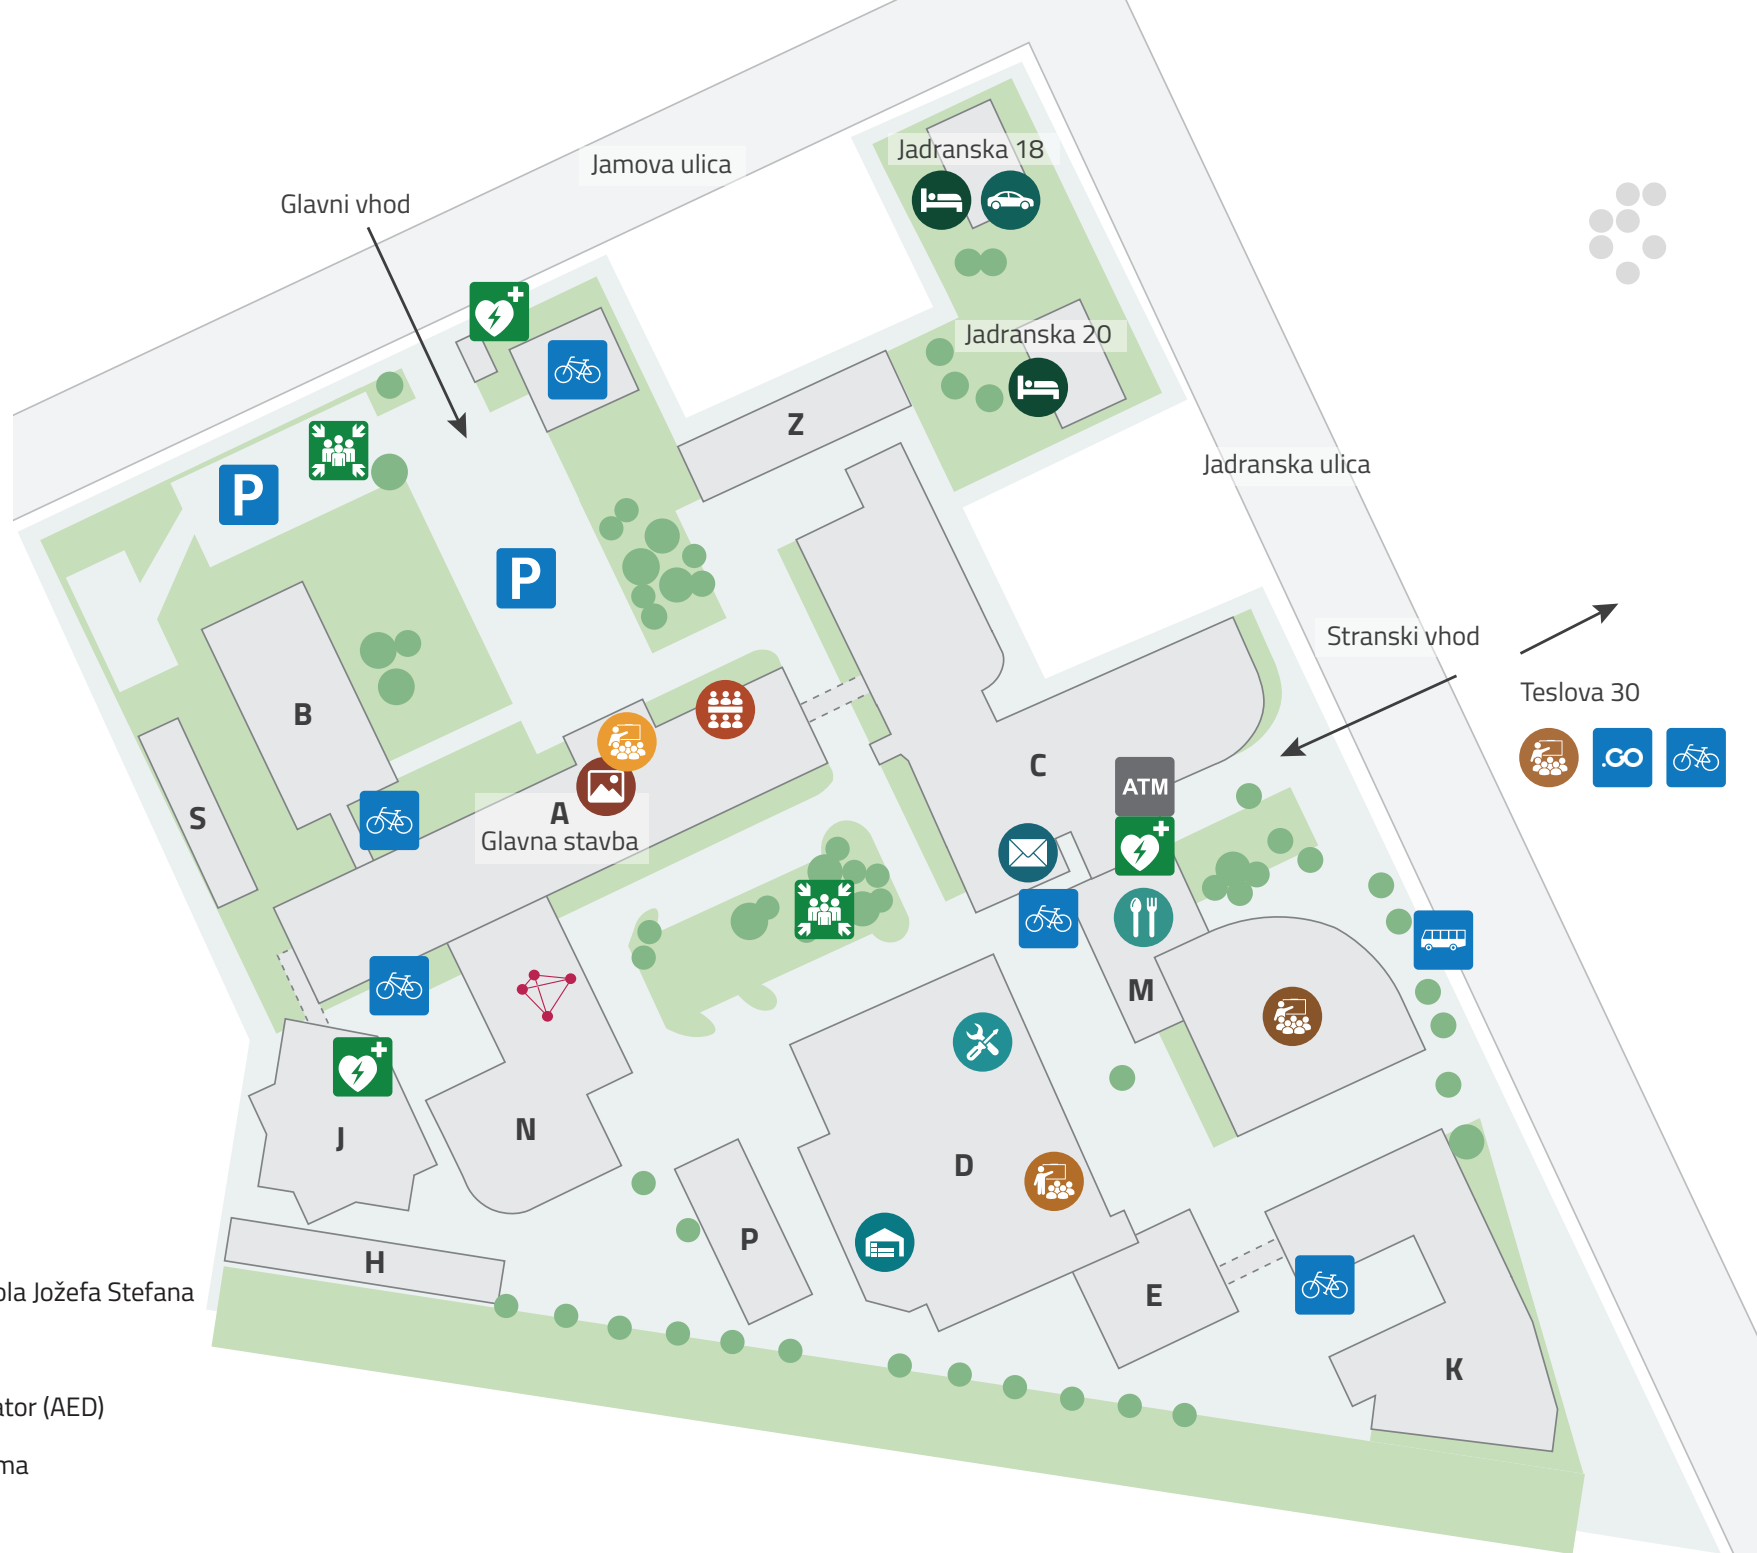 Jadranska 18
Jamova ulica
Glavni vhod
Jadranska 20
Z
Jadranska ulica
P
P
Stranski vhod
Teslova 30
B
.GO
C
ATM
S
A
Glavna stavba
M
N
J
D
P
H
E
ola Jožefa Stefana
K
ator (AED)
ma